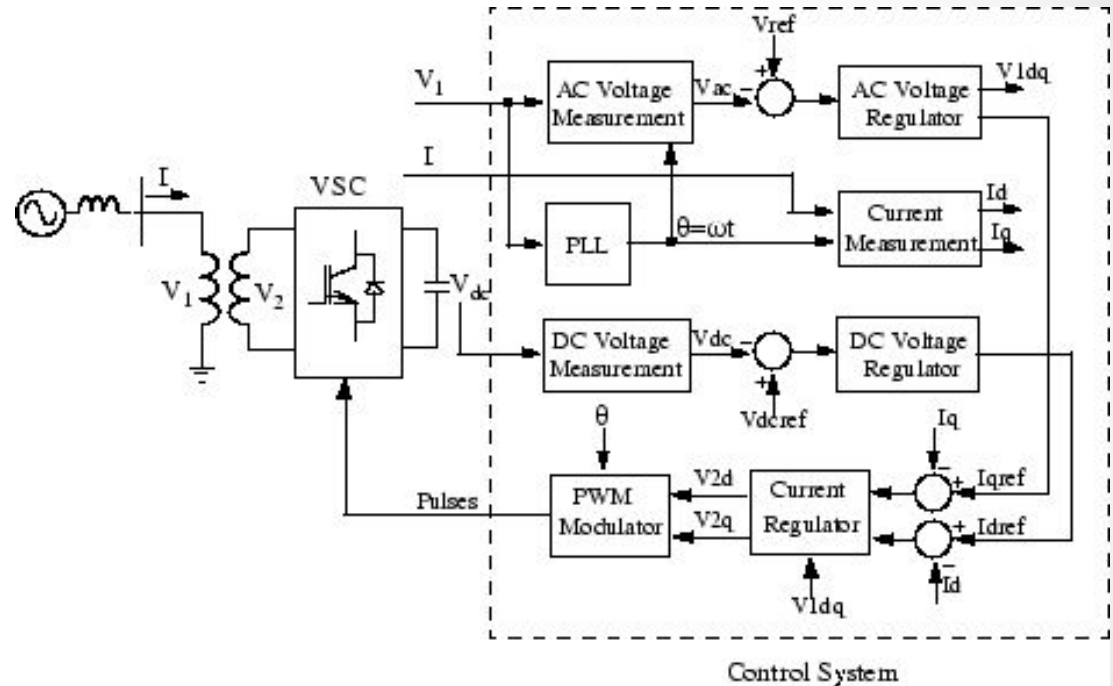 Vref
V1
AC Voltage
Measurement
Vac
+
-
AC Voltage
Regulator
V1dq
I
I
VSC
PLL
θ=ωt
Current
Measurement
Id
Iq
V1
V2
Vdc
DC Voltage
Measurement
Vdc
-
+
Vdcref
DC Voltage
Regulator
θ
Iq
Pulses
PWM
Modulator
V2d
V2q
Current
Regulator
-
+
Iqref
+
Idref
-
Id
V1dq
Control System